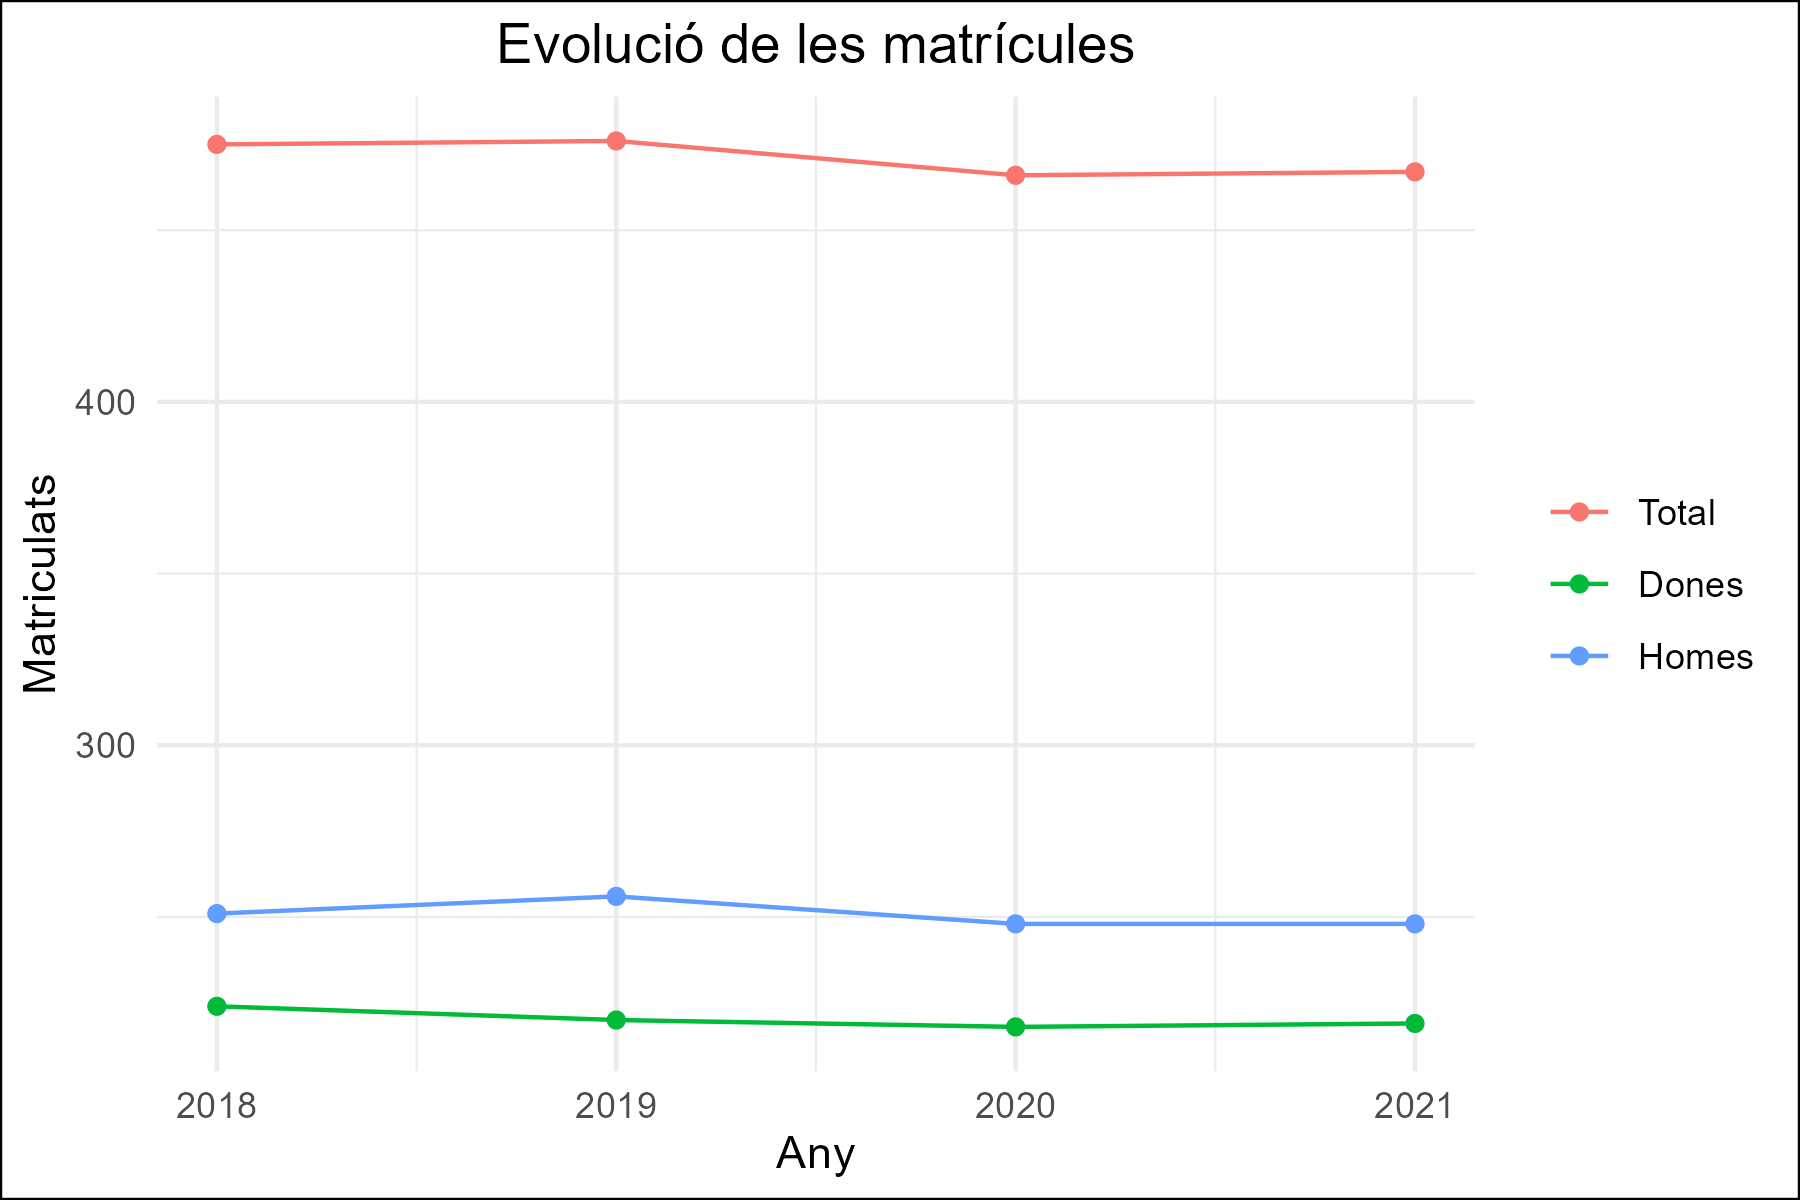 Evolució de les matrícules
Matriculats
400
300
2018
2019
2020
2021
Any
Total
Dones
Homes